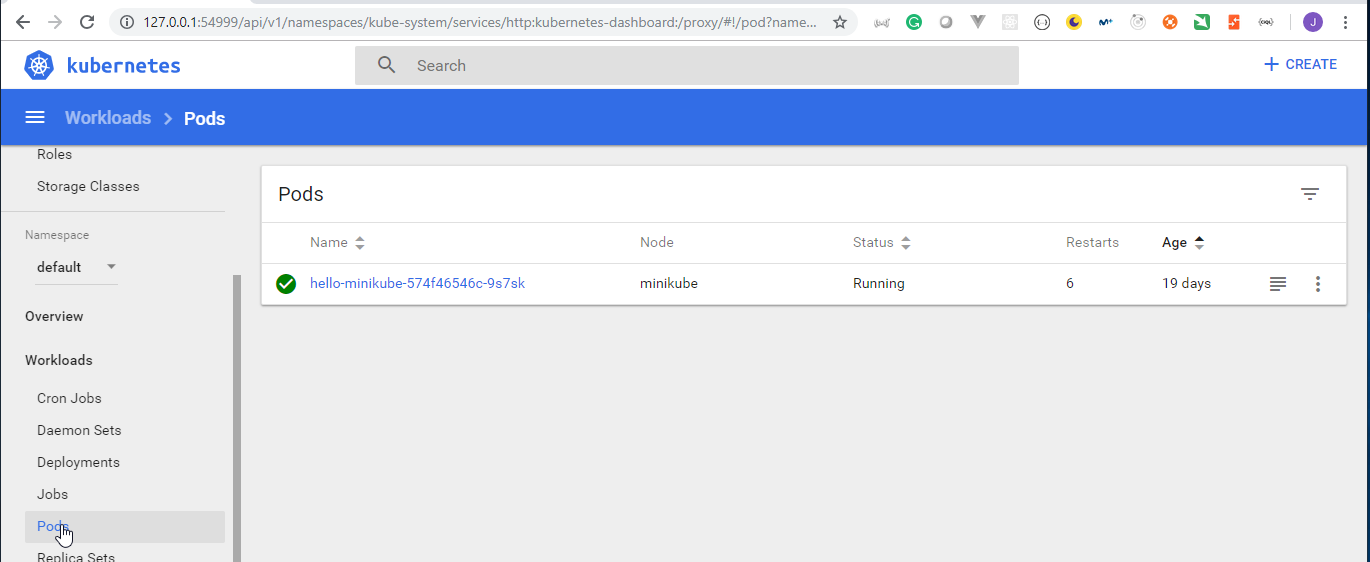 127.0.0.1:54999/api/v1/namespaces/kube-system/services/http:kubernetes-dashboard:/proxy/#!/pod?name...
J
kubernetes
Search
+ CREATE
Workloads > Pods
Roles
Storage Classes
Namespace
default
Overview
Workloads
Cron Jobs
Daemon Sets
Deployments
Jobs
Pods
Replica Sets
Pods
Name Node Status Restarts Age
hello-minikube-574f46546c-9s7sk minikube Running 6 19 days